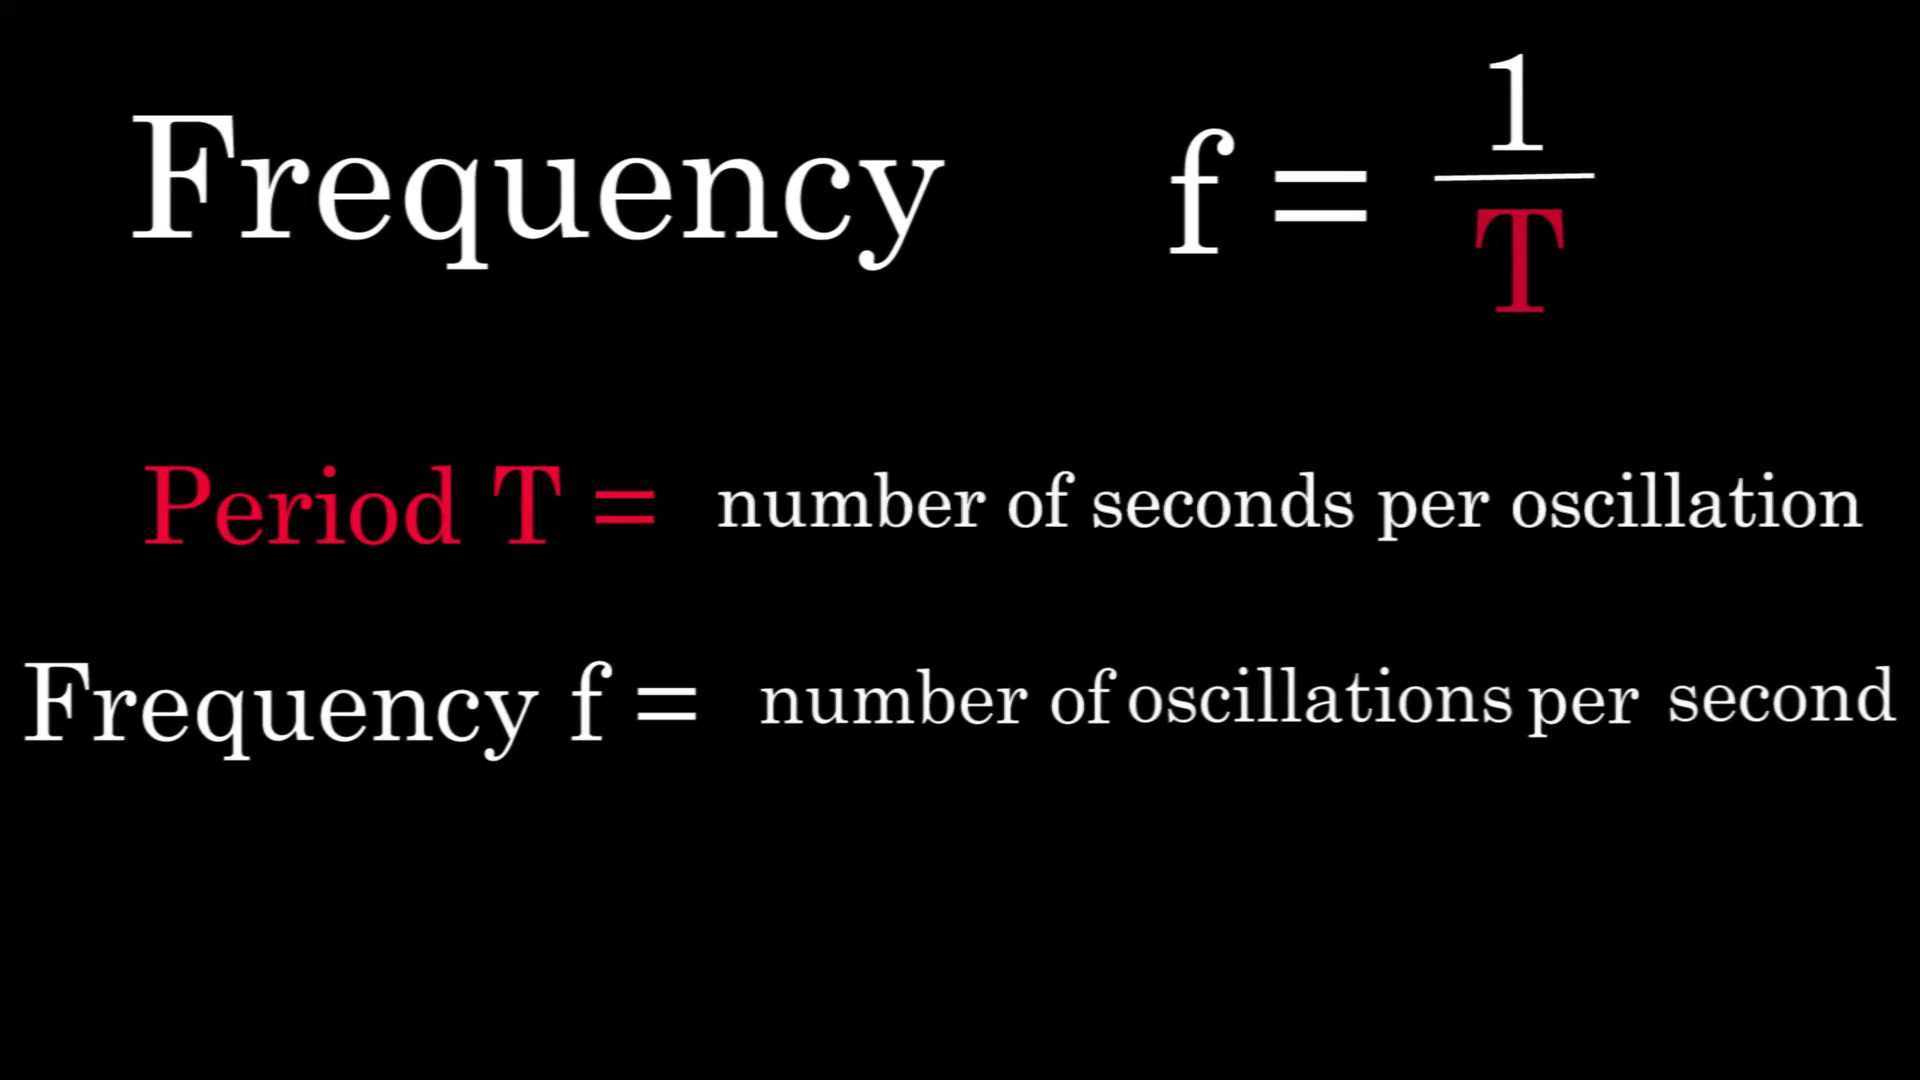 Frequency f = 1/T
Period T = number of seconds per oscillation
Frequency f = number of oscillations per second